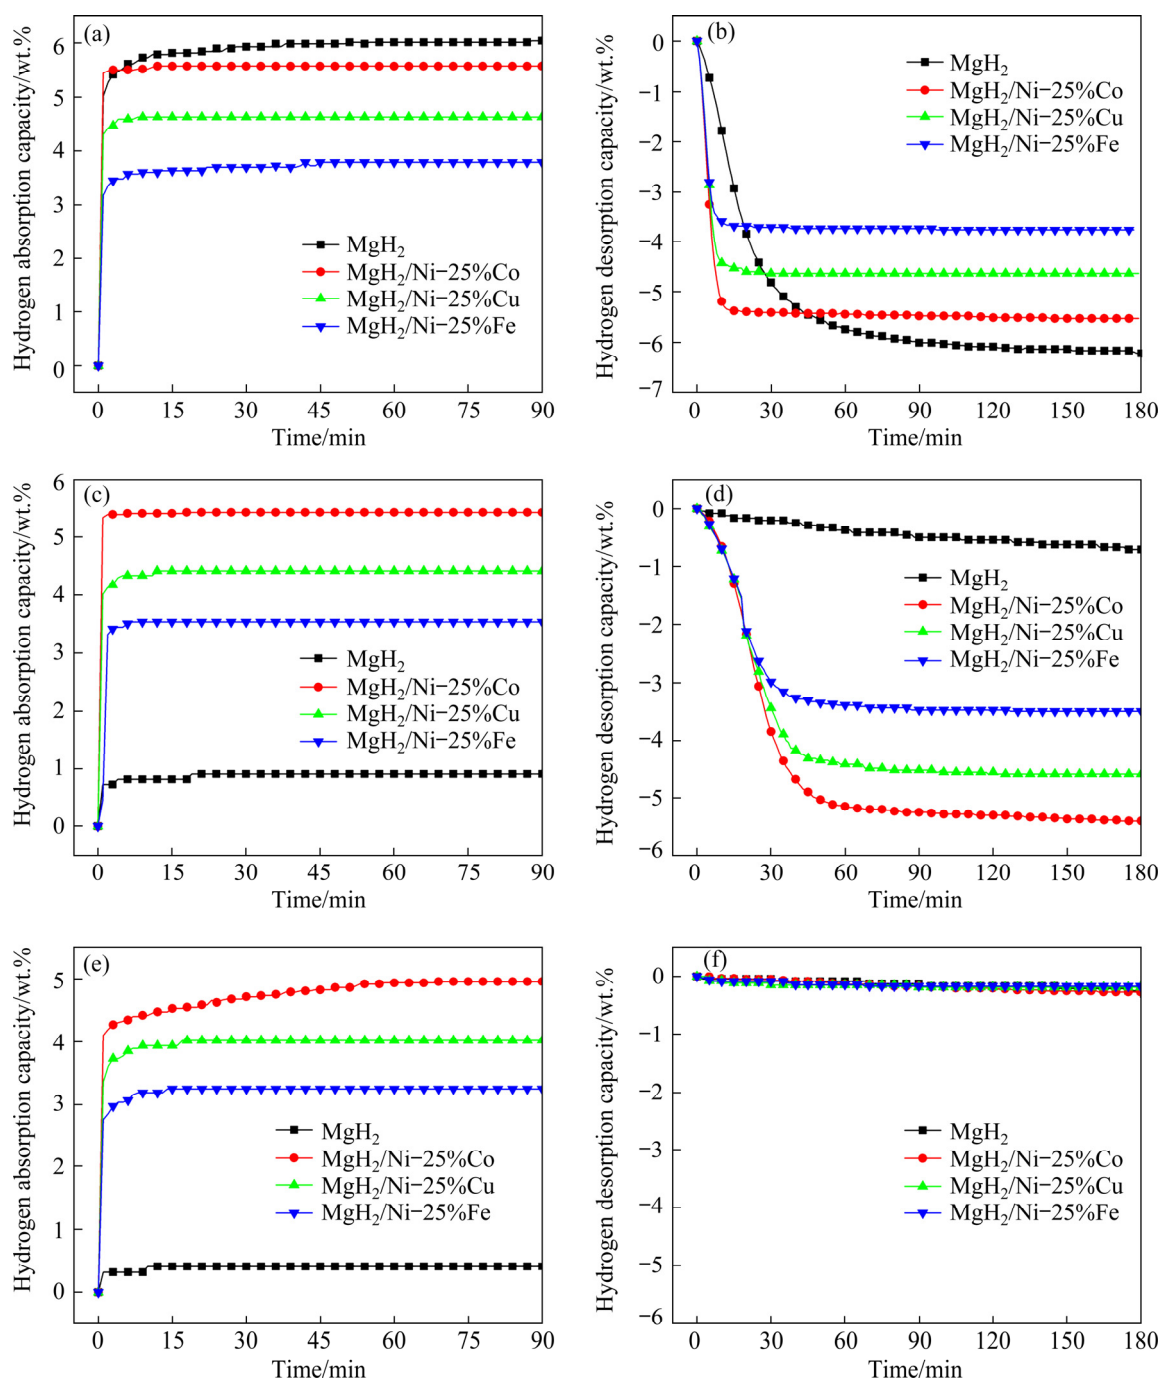 (a)
Hydrogen absorption capacity/wt.%
6
5
4
3
2
1
0
MgH₂
MgH₂/Ni−25%Co
MgH₂/Ni−25%Cu
MgH₂/Ni−25%Fe
0 15 30 45 60 75 90
Time/min
(b)
Hydrogen desorption capacity/wt.%
0
−1
−2
−3
−4
−5
−6
−7
MgH₂
MgH₂/Ni−25%Co
MgH₂/Ni−25%Cu
MgH₂/Ni−25%Fe
0 30 60 90 120 150 180
Time/min
(c)
Hydrogen absorption capacity/wt.%
6
5
4
3
2
1
0
MgH₂
MgH₂/Ni−25%Co
MgH₂/Ni−25%Cu
MgH₂/Ni−25%Fe
0 15 30 45 60 75 90
Time/min
(d)
Hydrogen desorption capacity/wt.%
0
−1
−2
−3
−4
−5
−6
MgH₂
MgH₂/Ni−25%Co
MgH₂/Ni−25%Cu
MgH₂/Ni−25%Fe
0 30 60 90 120 150 180
Time/min
(e)
Hydrogen absorption capacity/wt.%
5
4
3
2
1
0
MgH₂
MgH₂/Ni−25%Co
MgH₂/Ni−25%Cu
MgH₂/Ni−25%Fe
0 15 30 45 60 75 90
Time/min
(f)
Hydrogen desorption capacity/wt.%
0
−1
−2
−3
−4
−5
−6
MgH₂
MgH₂/Ni−25%Co
MgH₂/Ni−25%Cu
MgH₂/Ni−25%Fe
0 30 60 90 120 150 180
Time/min